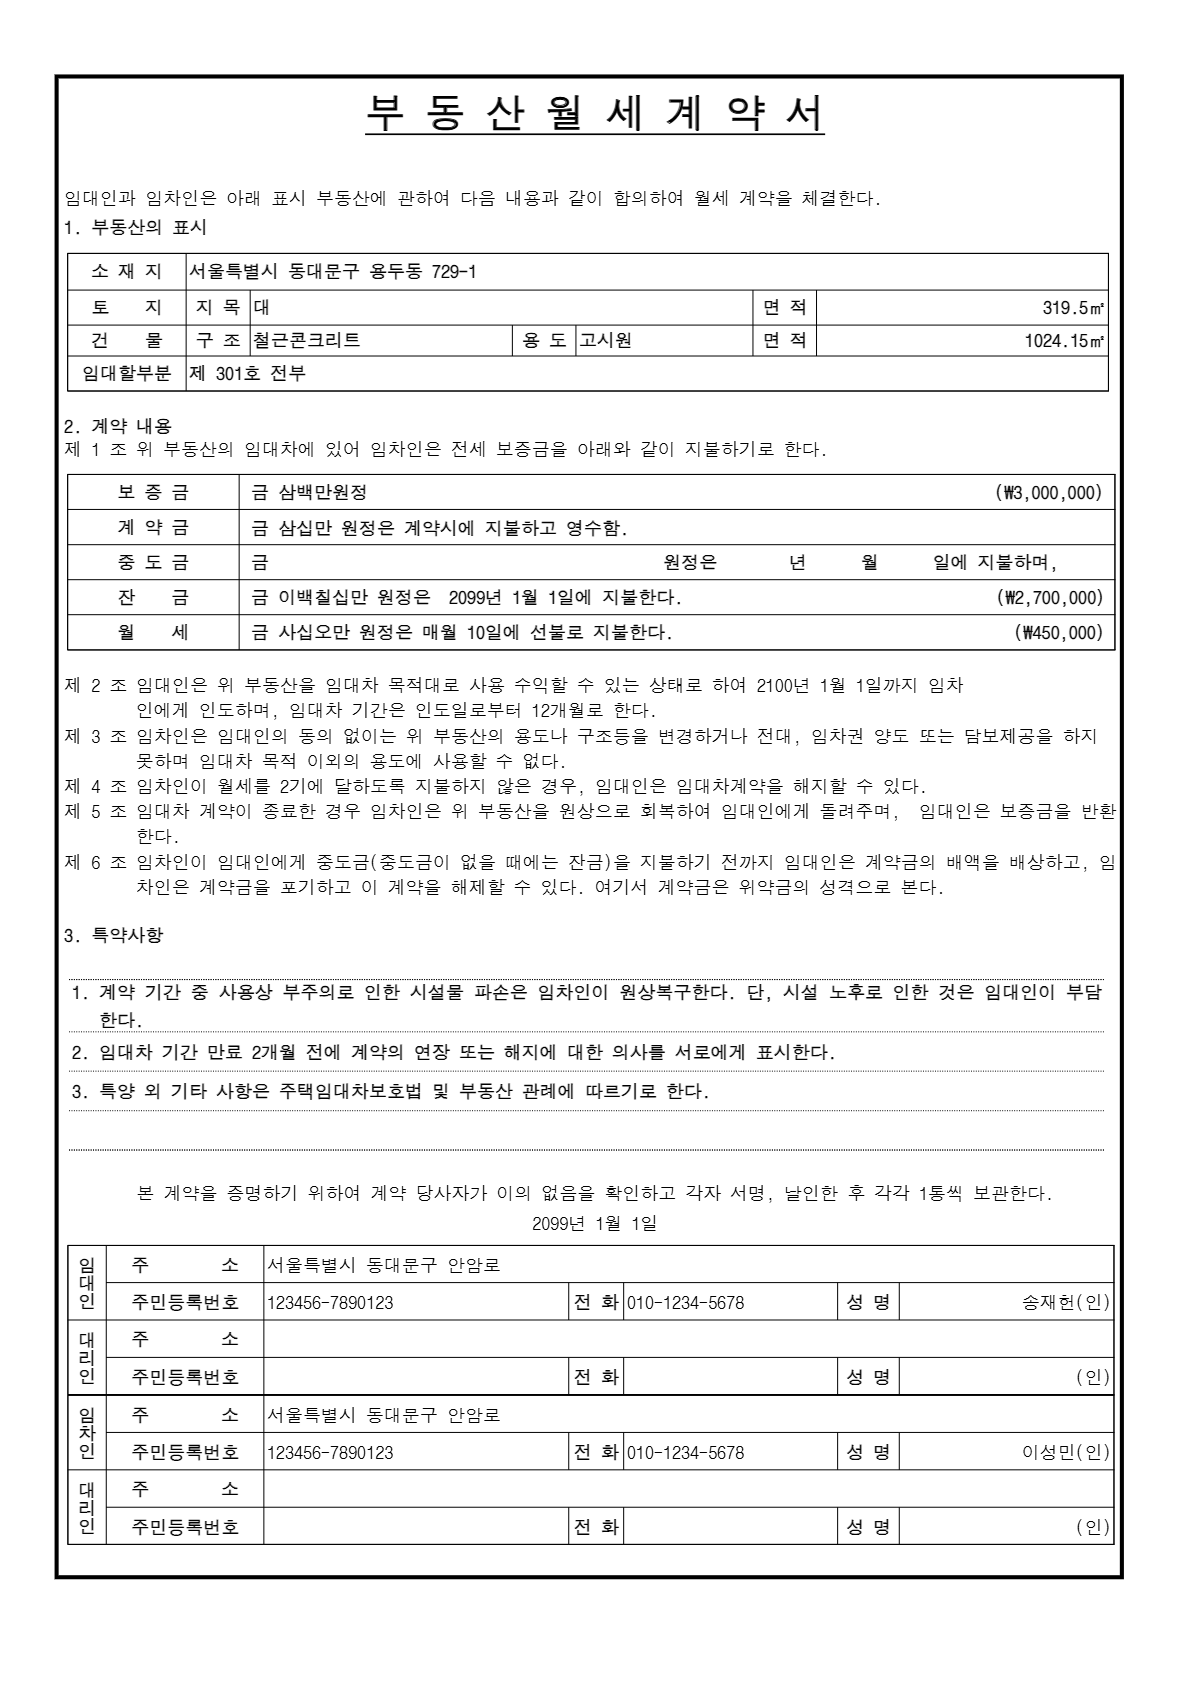 부 동 산 월 세 계 약 서
임대인과 임차인은 아래 표시 부동산에 관하여 다음 내용과 같이 합의하여 월세 계약을 체결한다.
1. 부동산의 표시
소 재 지 서울특별시 동대문구 용두동 729-1
토 지 지 목 대 면 적 319.5㎡
건 물 구 조 철근콘크리트 용 도 고시원 면 적 1024.15㎡
임대할부분 제 301호 전부
2. 계약 내용
제 1 조 위 부동산의 임대차에 있어 임차인은 전세 보증금을 아래와 같이 지불하기로 한다.
보 증 금 금 삼백만원정 (₩3,000,000)
계 약 금 금 삼십만 원정은 계약시에 지불하고 영수함.
중 도 금 금 원정은 년 월 일에 지불하며,
잔 금 금 이백칠십만 원정은 2099년 1월 1일에 지불한다. (₩2,700,000)
월 세 금 사십오만 원정은 매월 10일에 선불로 지불한다. (₩450,000)
제 2 조 임대인은 위 부동산을 임대차 목적대로 사용 수익할 수 있는 상태로 하여 2100년 1월 1일까지 임차
인에게 인도하며, 임대차 기간은 인도일로부터 12개월로 한다.
제 3 조 임차인은 임대인의 동의 없이는 위 부동산의 용도나 구조등을 변경하거나 전대, 임차권 양도 또는 담보제공을 하지
못하며 임대차 목적 이외의 용도에 사용할 수 없다.
제 4 조 임차인이 월세를 2기에 달하도록 지불하지 않은 경우, 임대인은 임대차계약을 해지할 수 있다.
제 5 조 임대차 계약이 종료한 경우 임차인은 위 부동산을 원상으로 회복하여 임대인에게 돌려주며, 임대인은 보증금을 반환
한다.
제 6 조 임차인이 임대인에게 중도금(중도금이 없을 때에는 잔금)을 지불하기 전까지 임대인은 계약금의 배액을 배상하고, 임
차인은 계약금을 포기하고 이 계약을 해제할 수 있다. 여기서 계약금은 위약금의 성격으로 본다.
3. 특약사항
1. 계약 기간 중 사용상 부주의로 인한 시설물 파손은 임차인이 원상복구한다. 단, 시설 노후로 인한 것은 임대인이 부담
한다.
2. 임대차 기간 만료 2개월 전에 계약의 연장 또는 해지에 대한 의사를 서로에게 표시한다.
3. 특양 외 기타 사항은 주택임대차보호법 및 부동산 관례에 따르기로 한다.
본 계약을 증명하기 위하여 계약 당사자가 이의 없음을 확인하고 각자 서명, 날인한 후 각각 1통씩 보관한다.
2099년 1월 1일
임대인 주 소 서울특별시 동대문구 안암로
주민등록번호 123456-7890123 전 화 010-1234-5678 성 명 송재헌(인)
대리인 주 소
주민등록번호 전 화 성 명 (인)
임차인 주 소 서울특별시 동대문구 안암로
주민등록번호 123456-7890123 전 화 010-1234-5678 성 명 이성민(인)
대리인 주 소
주민등록번호 전 화 성 명 (인)